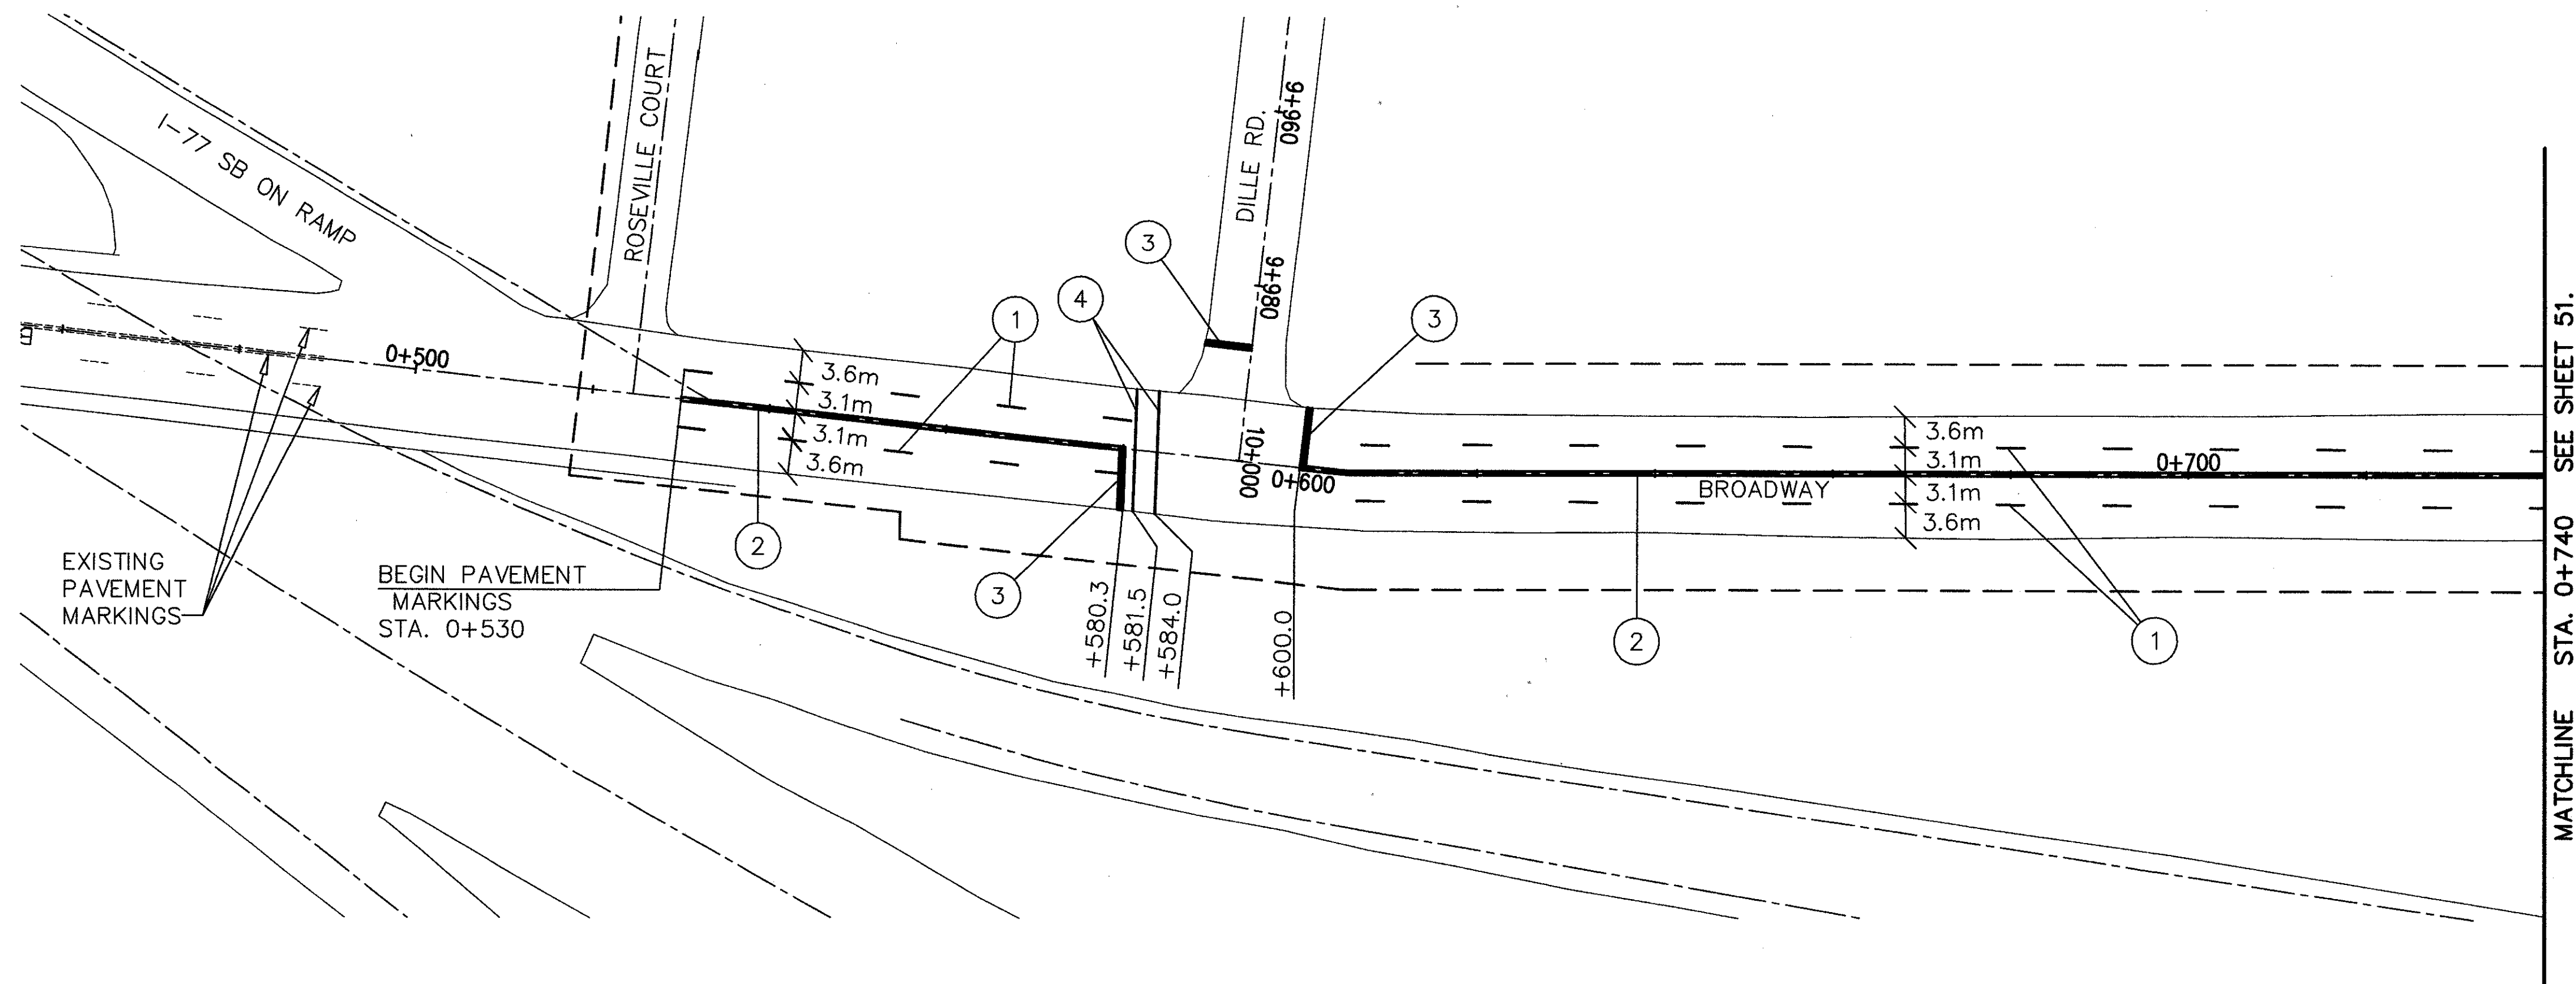 I-77 SB ON RAMP
ROSEVILLE COURT
DILLE RD.
9+960
9+980
10+000
3
4
1
3
0+500
3.6m
3.1m
3.1m
3.6m
0+600
BROADWAY
3.6m
3.1m
3.1m
3.6m
0+700
EXISTING
PAVEMENT
MARKINGS
BEGIN PAVEMENT
MARKINGS
STA. 0+530
2
3
+580.3
+581.5
+584.0
+600.0
2
1
MATCHLINE STA. 0+740 SEE SHEET 51.